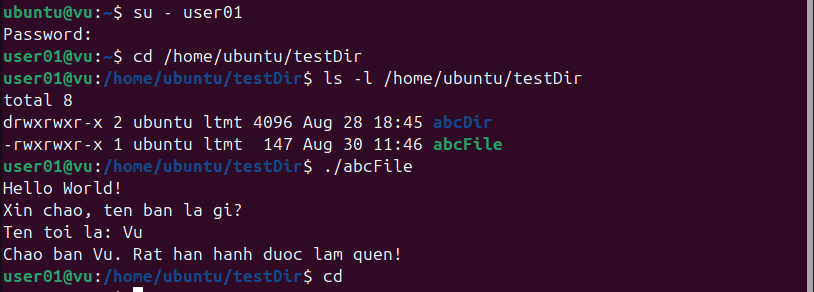 ubuntu@vu:~$ su - user01
Password:
user01@vu:~$ cd /home/ubuntu/testDir
user01@vu:/home/ubuntu/testDir$ ls -l /home/ubuntu/testDir
total 8
drwxrwxr-x 2 ubuntu ltmt 4096 Aug 28 18:45 abcDir
-rwxrwxr-x 1 ubuntu ltmt  147 Aug 30 11:46 abcFile
user01@vu:/home/ubuntu/testDir$ ./abcFile
Hello World!
Xin chao, ten ban la gi?
Ten toi la: Vu
Chao ban Vu. Rat han hanh duoc lam quen!
user01@vu:/home/ubuntu/testDir$ cd